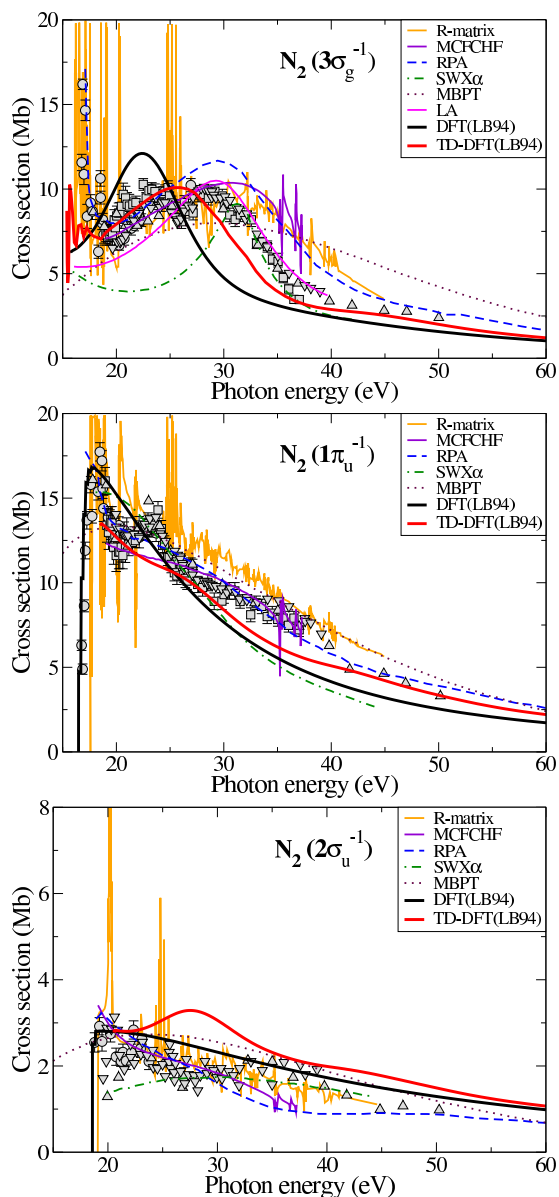 20
15
10
5
0
Cross section (Mb)
N2 (3σg-1)
R-matrix
MCFCHF
RPA
SWXα
MBPT
LA
DFT(LB94)
TD-DFT(LB94)
20 30 40 50 60
Photon energy (eV)
20
15
10
5
0
Cross section (Mb)
N2 (1πu-1)
R-matrix
MCFCHF
RPA
SWXα
MBPT
DFT(LB94)
TD-DFT(LB94)
20 30 40 50 60
Photon energy (eV)
8
6
4
2
0
Cross section (Mb)
N2 (2σu-1)
R-matrix
MCFCHF
RPA
SWXα
MBPT
DFT(LB94)
TD-DFT(LB94)
20 30 40 50 60
Photon energy (eV)